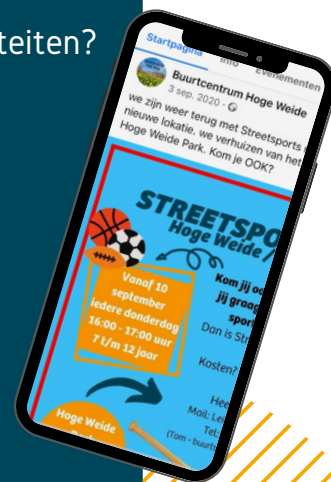 teiten?
Startpagina Info Evenementen
Buurtcentrum Hoge Weide
3 sep. 2020 ·
we zijn weer terug met Streetsports
nieuwe lokatie. we verhuizen van het
Hoge Weide Park. Kom je OOK?
STREETSPO
Hoge Weide /
Vanaf 10
september
iedere donderdag
16:00 - 17:00 uur
7 t/m 12 jaar
Kom jij oo
jij graag
spor
Dan is Str
Kosten?
Hee
Mail: Lei
Tel:
(Tom - buurts
Hoge Weide